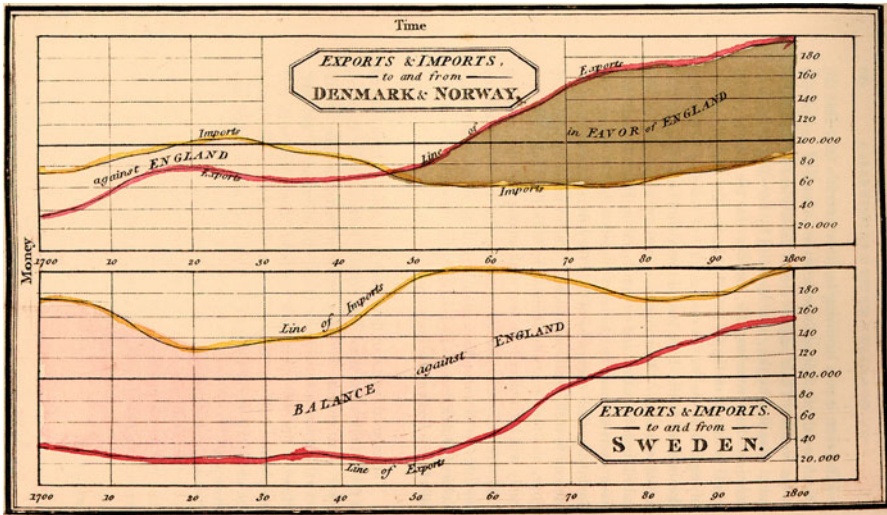 Time
EXPORTS & IMPORTS,
to and from
DENMARK & NORWAY,
Imports
against ENGLAND
Exports
Line of Exports
in FAVOR of ENGLAND
Imports
180
160
140
120
100.000
80
60
40
20.000
Money
1700 10 20 30 40 50 60 70 80 90 1800
Line of Imports
BALANCE against ENGLAND
180
160
140
120
100.000
80
60
40
20.000
EXPORTS & IMPORTS.
to and from
SWEDEN.
Line of Exports
1700 10 20 30 40 50 60 70 80 90 1800